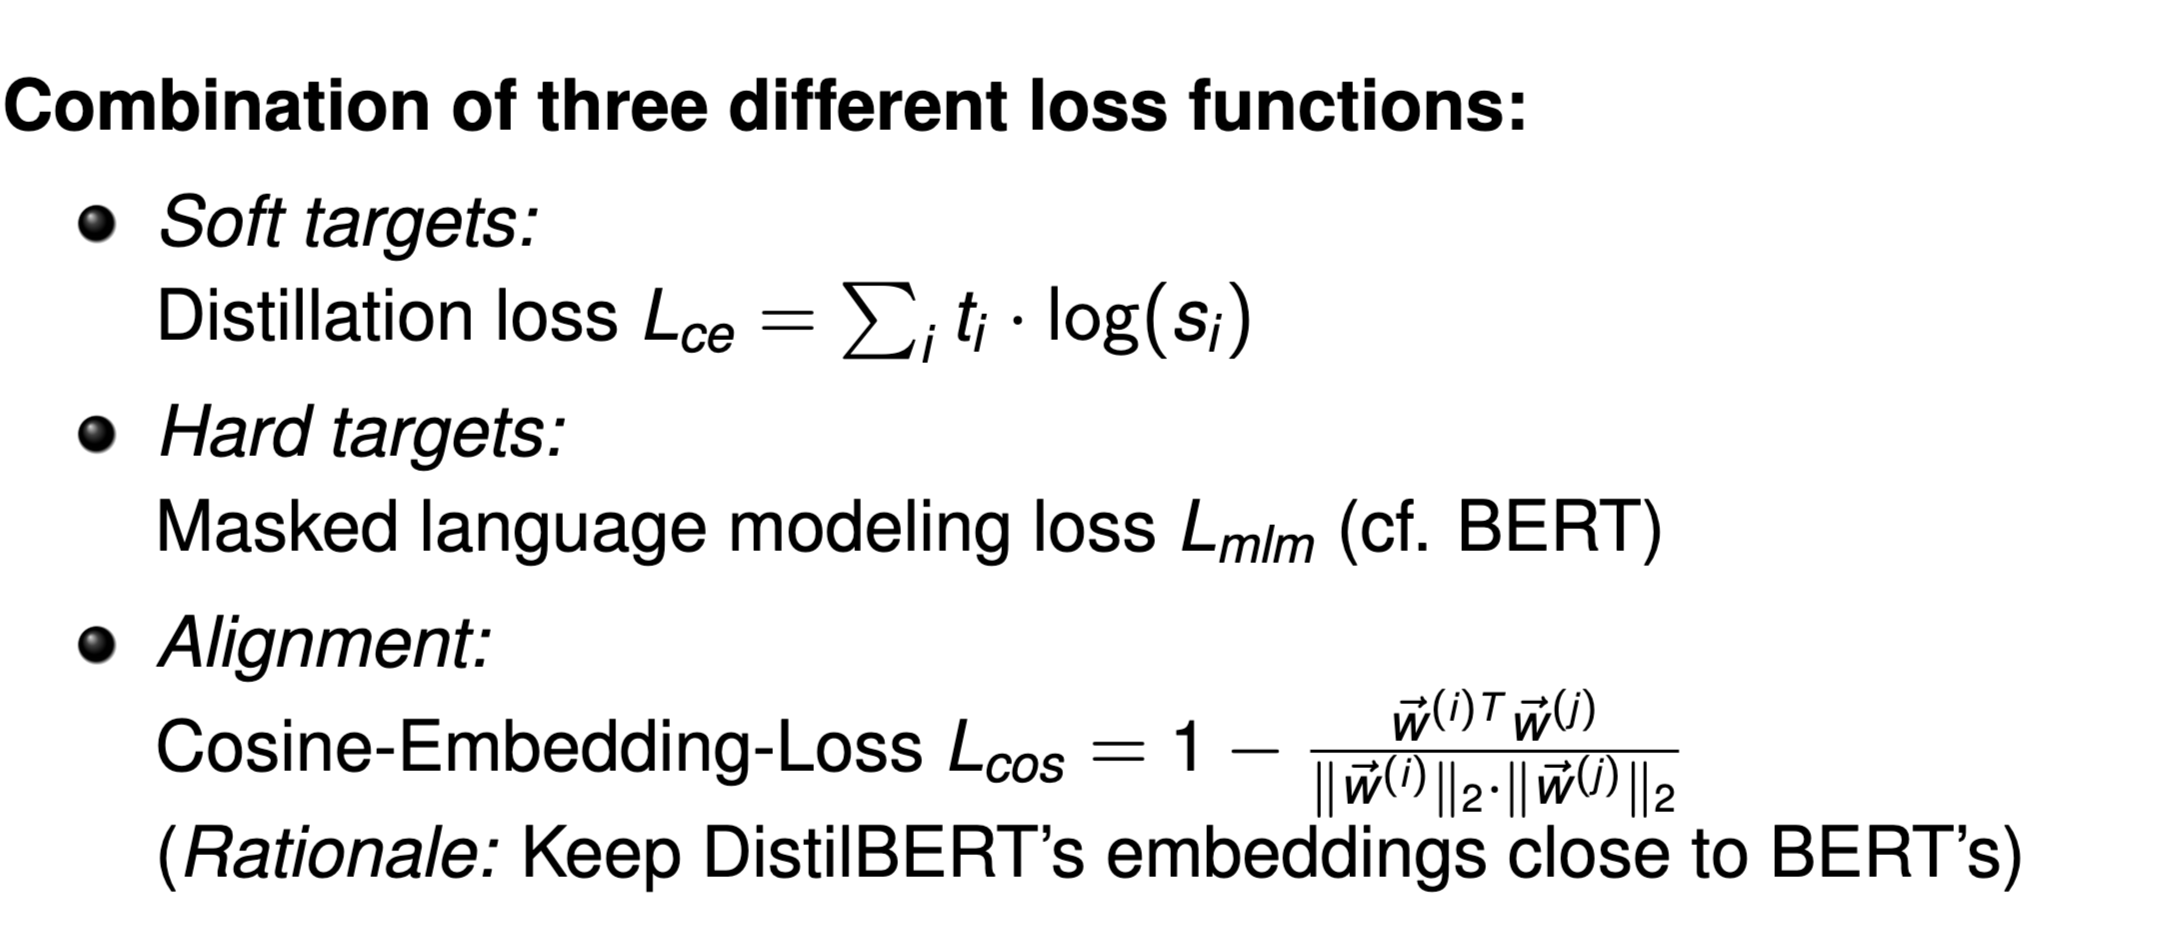 Combination of three different loss functions:
● Soft targets:
Distillation loss $L_{ce} = \sum_i t_i \cdot \log(s_i)$
● Hard targets:
Masked language modeling loss $L_{mlm}$ (cf. BERT)
● Alignment:
Cosine-Embedding-Loss $L_{cos} = 1 - \frac{\vec{w}^{(i)T} \vec{w}^{(j)}}{||\vec{w}^{(i)}||_2 \cdot ||\vec{w}^{(j)}||_2}$
(Rationale: Keep DistilBERT’s embeddings close to BERT’s)